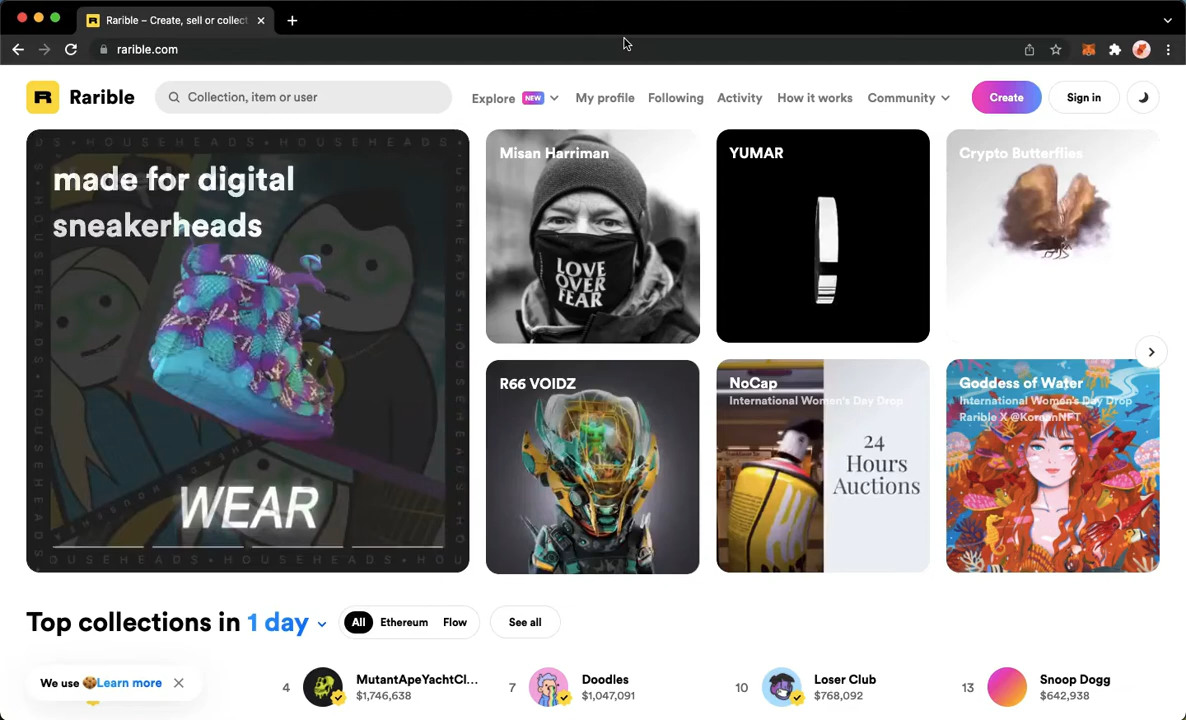 Rarible – Create, sell or collect
rarible.com
Rarible
Collection, item or user
Explore NEW
My profile
Following
Activity
How it works
Community
Create
Sign in
made for digital
sneakerheads
WEAR
Misan Harriman
LOVE
OVER
FEAR
YUMAR
Crypto Butterflies
R66 VOIDZ
NoCap
International Women's Day Drop
24
Hours
Auctions
Goddess of Water
International Women's Day Drop
Rarible X @KoreanNFT
Top collections in 1 day
All
Ethereum
Flow
See all
We use 🍪Learn more
4
MutantApeYachtCl...
$1,746,638
7
Doodles
$1,047,091
10
Loser Club
$768,092
13
Snoop Dogg
$642,938